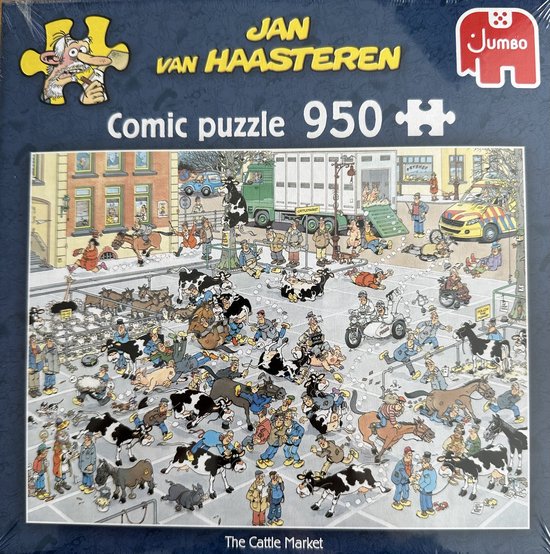 JAN
VAN HAASTEREN
Jumbo
Comic puzzle 950
The Cattle Market